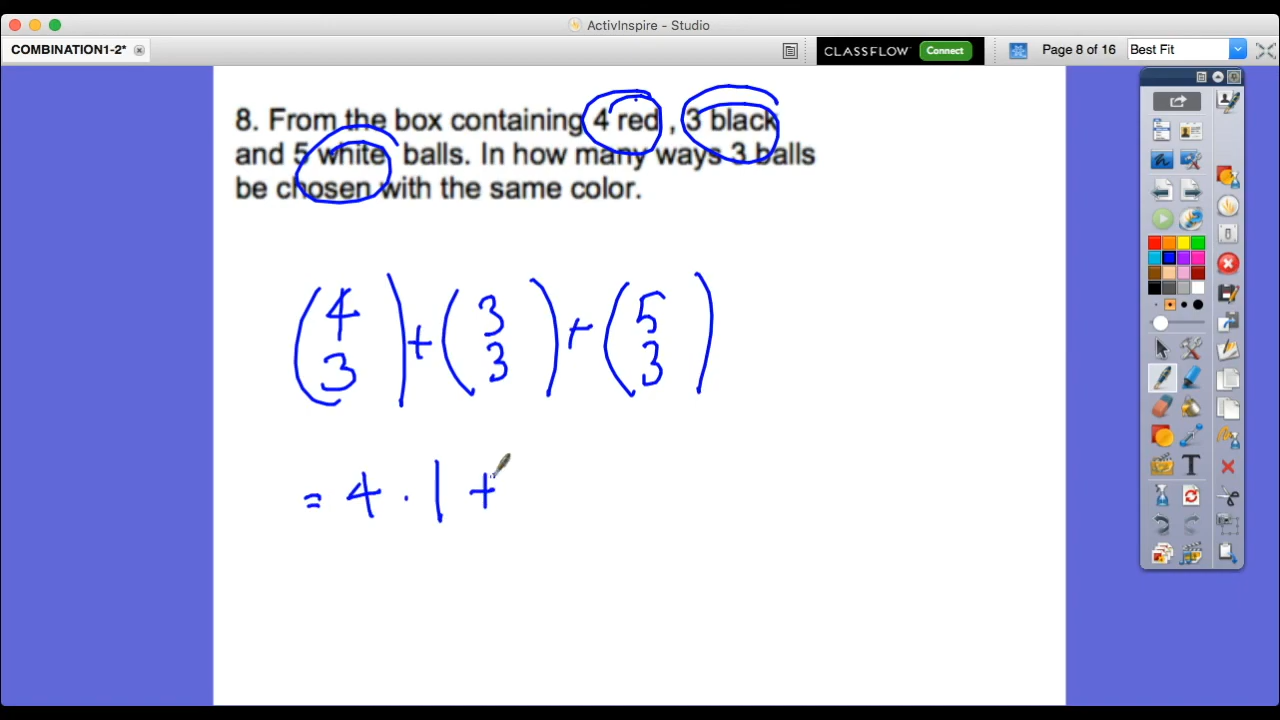 ActivInspire - Studio
COMBINATION1-2*
CLASSFLOW Connect
Page 8 of 16
Best Fit
8. From the box containing 4 red , 3 black
and 5 white balls. In how many ways 3 balls
be chosen with the same color.
(4 3) + (3 3) + (5 3)
= 4 . 1 +
T